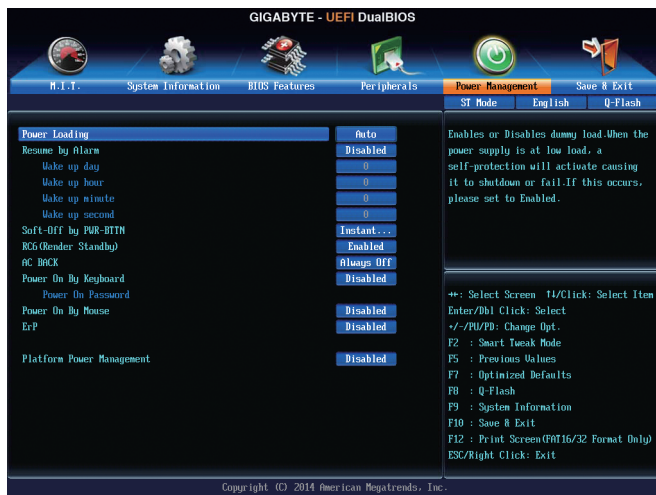 GIGABYTE - UEFI DualBIOS
M.I.T.
System Information
BIOS Features
Peripherals
Power Management
Save & Exit
ST Mode
English
Q-Flash
Power Loading Auto
Resume by Alarm Disabled
Wake up day 0
Wake up hour 0
Wake up minute 0
Wake up second 0
Soft-Off by PWR-BTTN Instant...
RC6(Render Standby) Enabled
AC BACK Always Off
Power On By Keyboard Disabled
Power On Password
Power On By Mouse Disabled
ErP Disabled
Platform Power Management Disabled
Enables or Disables dummy load.When the
power supply is at low load, a
self-protection will activate causing
it to shutdown or fail.If this occurs,
please set to Enabled.
→←: Select Screen ↑↓/Click: Select Item
Enter/Dbl Click: Select
+/-/PU/PD: Change Opt.
F2 : Smart Tweak Mode
F5 : Previous Values
F7 : Optimized Defaults
F8 : Q-Flash
F9 : System Information
F10 : Save & Exit
F12 : Print Screen(FAT16/32 Format Only)
ESC/Right Click: Exit
Copyright (C) 2014 American Megatrends, Inc.